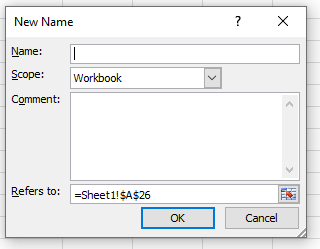 New Name ? ×
Name:
Scope: Workbook
Comment:
Refers to: =Sheet1!$A$26
OK Cancel